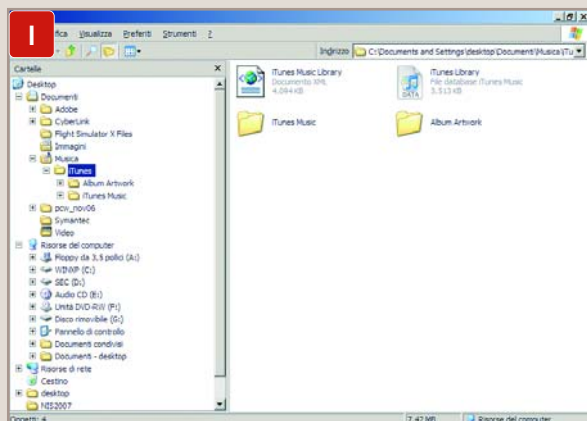 I
fica Visualizza Preferiti Strumenti ?
Indirizzo C:\Documents and Settings\desktop\Documenti\Musica\iTu
Cartelle
Desktop
Documenti
Adobe
CyberLink
Flight Simulator X Files
Immagini
Musica
iTunes
Album Artwork
iTunes Music
pcw_nov06
Symantec
Video
Risorse del computer
Floppy da 3,5 pollici (A:)
WINXP (C:)
SEC (D:)
Audio CD (E:)
Unità DVD-RW (F:)
Disco rimovibile (G:)
Pannello di controllo
Documenti condivisi
Documenti - desktop
Risorse di rete
Cestino
desktop
NIS2007
iTunes Music Library
Documento XML
4.094 KB
iTunes Library
File database iTunes Music
3.513 KB
DATA
iTunes Music
Album Artwork
Oggetti: 4
7,42 MB
Risorse del computer